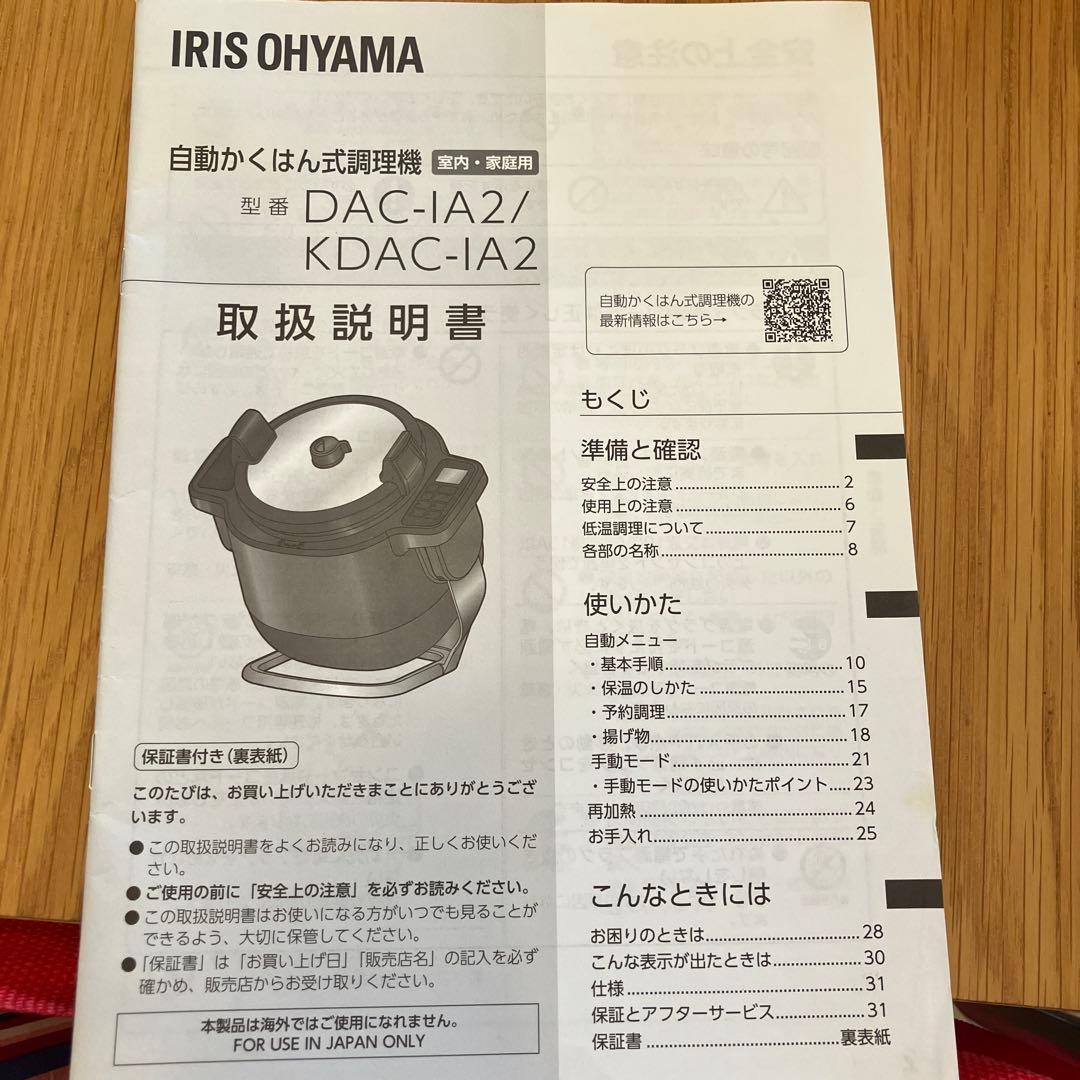 IRIS OHYAMA
自動かくはん式調理機 室内・家庭用
型番 DAC-IA2/
KDAC-IA2
取扱説明書
保証書付き(裏表紙)
このたびは、お買い上げいただきまことにありがとうござ
います。
●この取扱説明書をよくお読みになり、正しくお使いくだ
さい。
●ご使用の前に「安全上の注意」を必ずお読みください。
●この取扱説明書はお使いになる方がいつでも見ることが
できるよう、大切に保管してください。
●「保証書」は「お買い上げ日」「販売店名」の記入を必ず
確かめ、販売店からお受け取りください。
本製品は海外ではご使用になれません。
FOR USE IN JAPAN ONLY
自動かくはん式調理機の
最新情報はこちら→
もくじ
準備と確認
安全上の注意 2
使用上の注意 6
低温調理について 7
各部の名称 8
使いかた
自動メニュー
・基本手順 10
・保温のしかた 15
・予約調理 17
・揚げ物 18
手動モード 21
・手動モードの使いかたポイント 23
再加熱 24
お手入れ 25
こんなときには
お困りのときは 28
こんな表示が出たときは 30
仕様 31
保証とアフターサービス 31
保証書 裏表紙